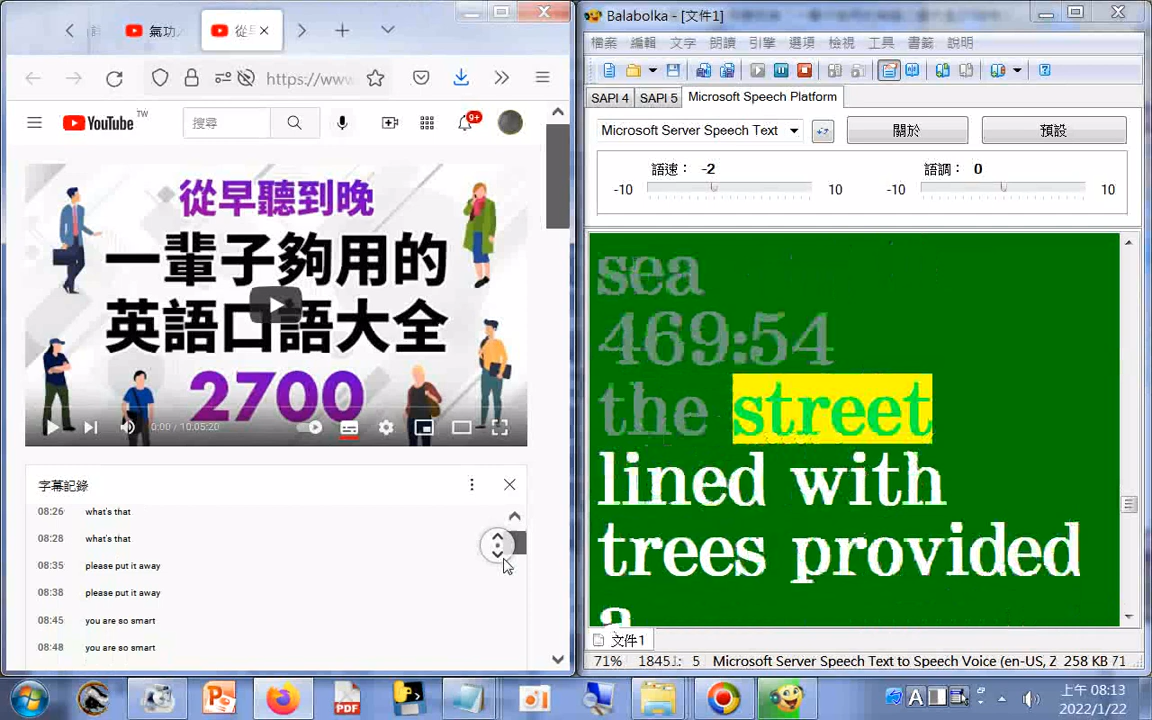 氣功
從
https://www
YouTube TW
搜尋
9+
從早聽到晚
一輩子夠用的
英語口語大全
2700
0:00 / 10:05:20
字幕記錄
08:26 what's that
08:28 what's that
08:35 please put it away
08:38 please put it away
08:45 you are so smart
08:48 you are so smart
Balabolka - [文件1]
檔案 編輯 文字 朗讀 引擎 選項 檢視 工具 書籤 說明
SAPI 4 SAPI 5 Microsoft Speech Platform
Microsoft Server Speech Text
關於 預設
語速： -2 語調： 0
-10 10 -10 10
sea
469:54
the street
lined with
trees provided
a
文件1
71% 1845 : 5 Microsoft Server Speech Text to Speech Voice (en-US, Z 258 KB 71
PDF
A
上午 08:13
2022/1/22